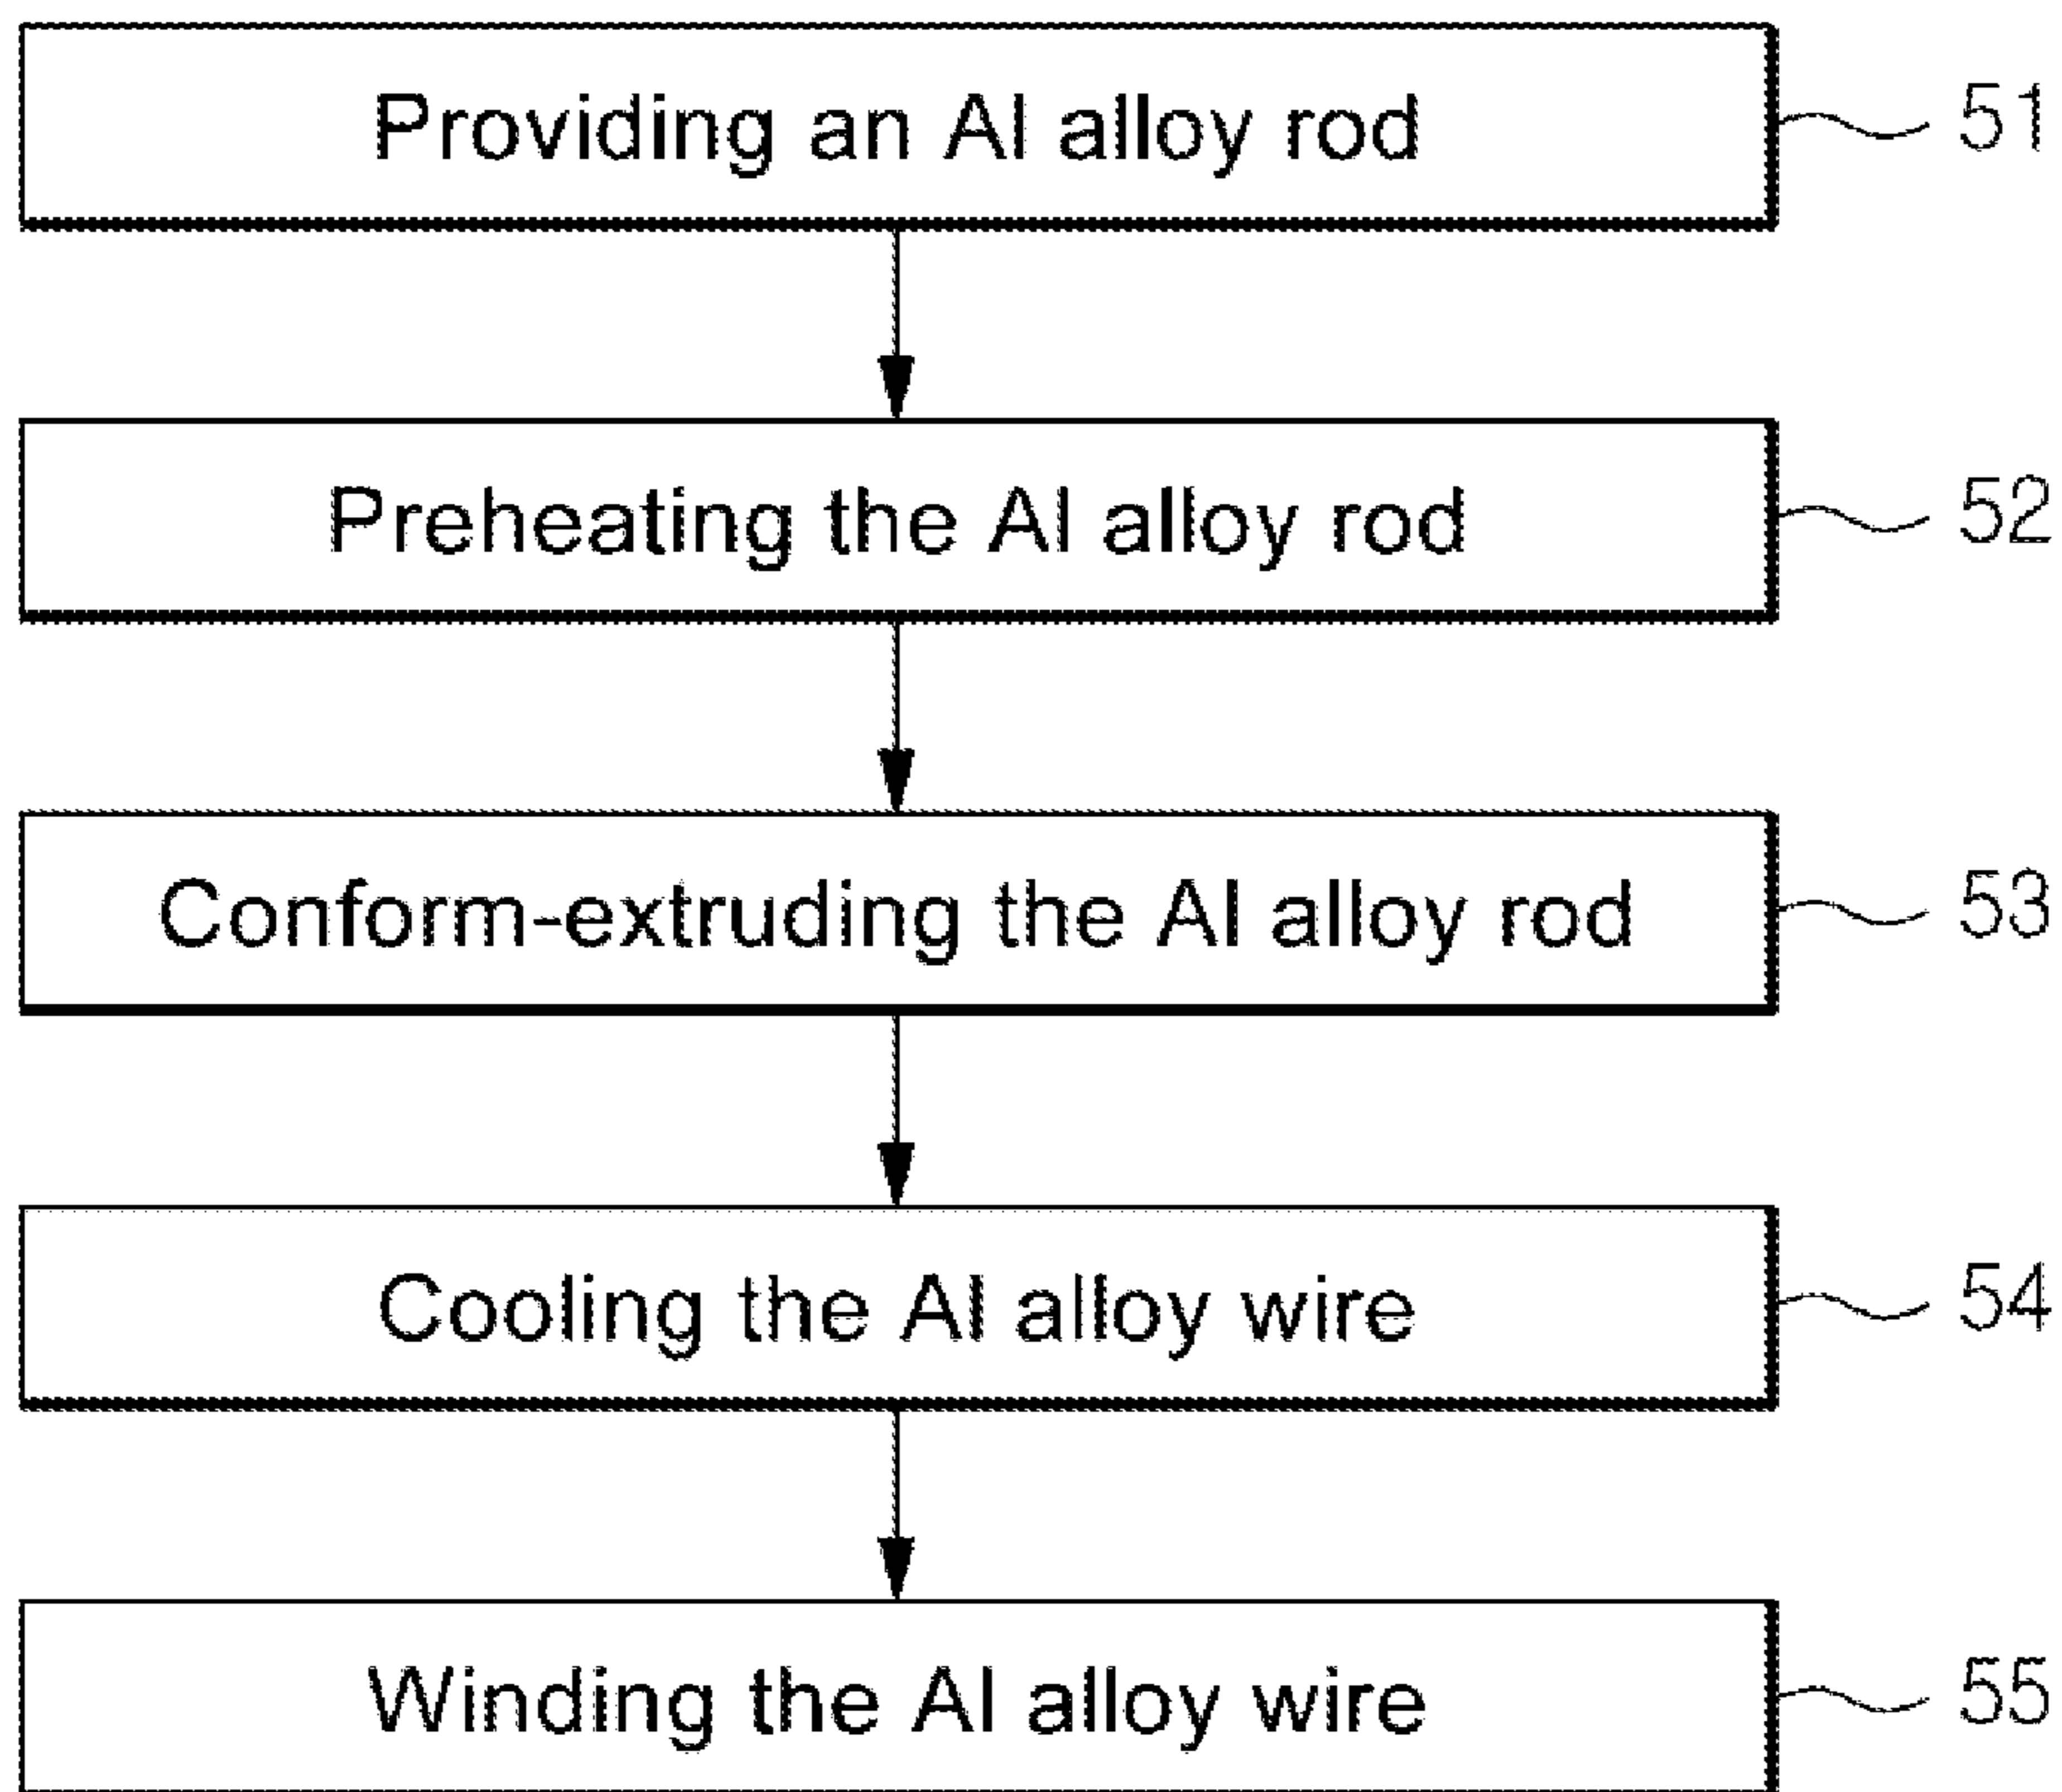 Providing an Al alloy rod 51
Preheating the Al alloy rod 52
Conform-extruding the Al alloy rod 53
Cooling the Al alloy wire 54
Winding the Al alloy wire 55